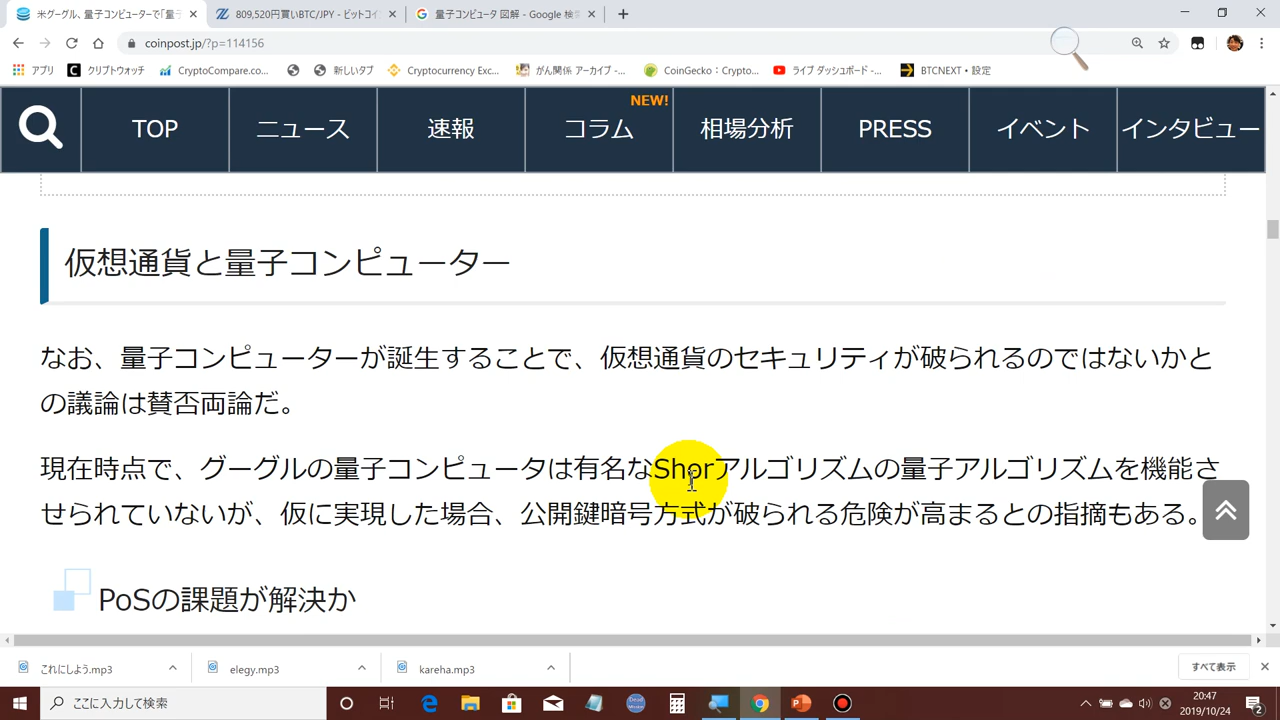 米グーグル、量子コンピューターで「量子
809,520円買いBTC/JPY - ビットコイ
量子コンピュータ 図解 - Google 検索
coinpost.jp/?p=114156
アプリ
クリプトウォッチ
CryptoCompare.co...
新しいタブ
Cryptocurrency Exc...
がん関係 アーカイブ -...
CoinGecko：Crypto...
ライブ ダッシュボード -...
BTCNEXT・設定
NEW!
TOP
ニュース
速報
コラム
相場分析
PRESS
イベント
インタビュー
仮想通貨と量子コンピューター
なお、量子コンピューターが誕生することで、仮想通貨のセキュリティが破られるのではないかと
の議論は賛否両論だ。
現在時点で、グーグルの量子コンピュータは有名なShorアルゴリズムの量子アルゴリズムを機能さ
せられていないが、仮に実現した場合、公開鍵暗号方式が破られる危険が高まるとの指摘もある。
PoSの課題が解決か
これにしよう.mp3
elegy.mp3
kareha.mp3
すべて表示
ここに入力して検索
20:47
2019/10/24
2